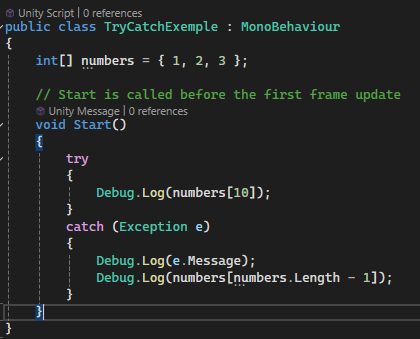 Unity Script | 0 references
public class TryCatchExemple : MonoBehaviour
{
    int[] numbers = { 1, 2, 3 };

    // Start is called before the first frame update
    Unity Message | 0 references
    void Start()
    {
        try
        {
            Debug.Log(numbers[10]);
        }
        catch (Exception e)
        {
            Debug.Log(e.Message);
            Debug.Log(numbers[numbers.Length - 1]);
        }
    }
}